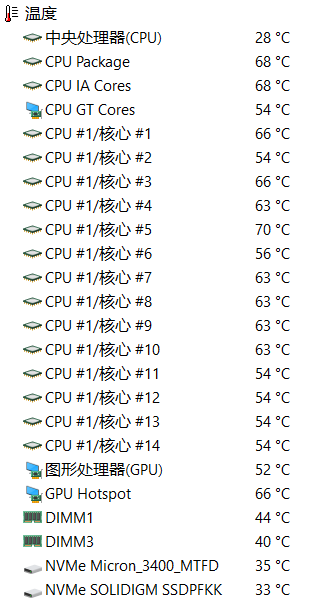 温度
中央处理器(CPU) 28 °C
CPU Package 68 °C
CPU IA Cores 68 °C
CPU GT Cores 54 °C
CPU #1/核心 #1 66 °C
CPU #1/核心 #2 54 °C
CPU #1/核心 #3 66 °C
CPU #1/核心 #4 63 °C
CPU #1/核心 #5 70 °C
CPU #1/核心 #6 56 °C
CPU #1/核心 #7 63 °C
CPU #1/核心 #8 63 °C
CPU #1/核心 #9 63 °C
CPU #1/核心 #10 63 °C
CPU #1/核心 #11 54 °C
CPU #1/核心 #12 54 °C
CPU #1/核心 #13 54 °C
CPU #1/核心 #14 54 °C
图形处理器(GPU) 52 °C
GPU Hotspot 66 °C
DIMM1 44 °C
DIMM3 40 °C
NVMe Micron_3400_MTFD 35 °C
NVMe SOLIDIGM SSDPFKK 33 °C